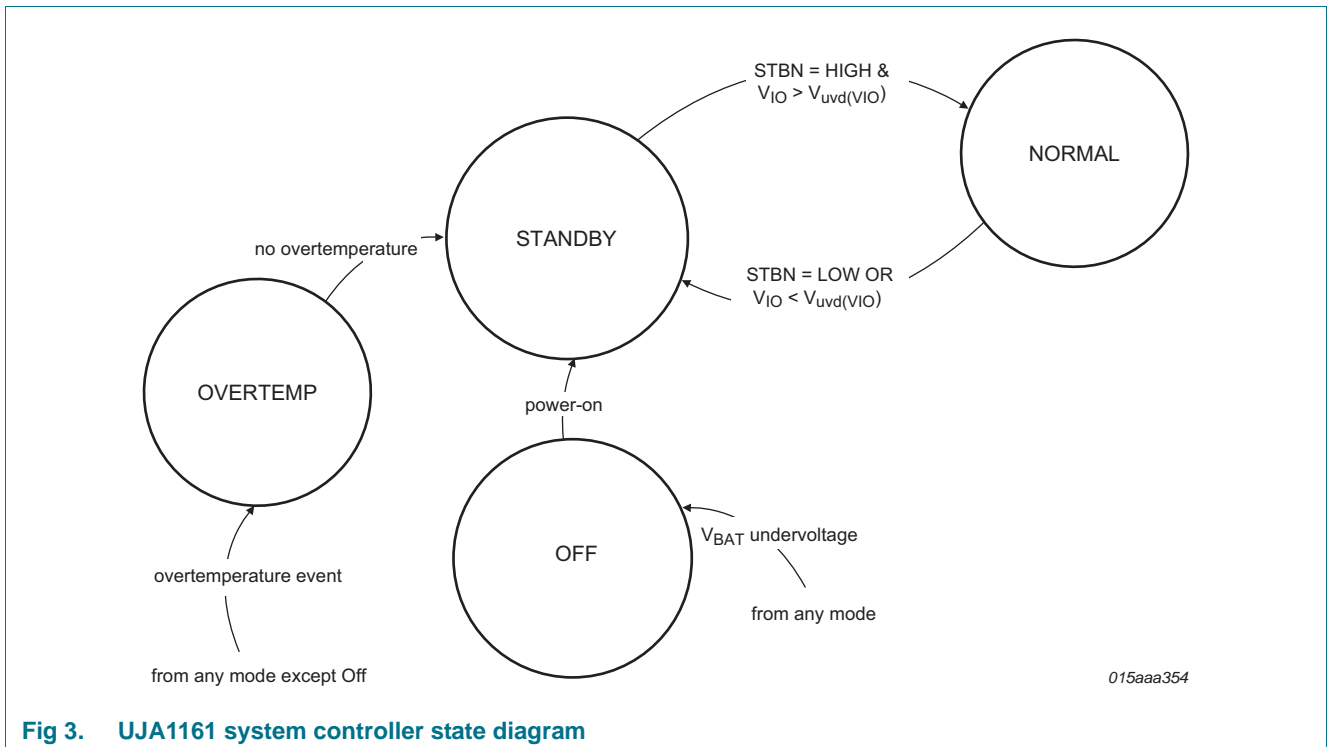 STBN = HIGH &
VIO > Vuvd(VIO)
NORMAL
STANDBY
no overtemperature
STBN = LOW OR
VIO < Vuvd(VIO)
OVERTEMP
power-on
VBAT undervoltage
OFF
overtemperature event
from any mode
from any mode except Off
015aaa354
Fig 3. UJA1161 system controller state diagram